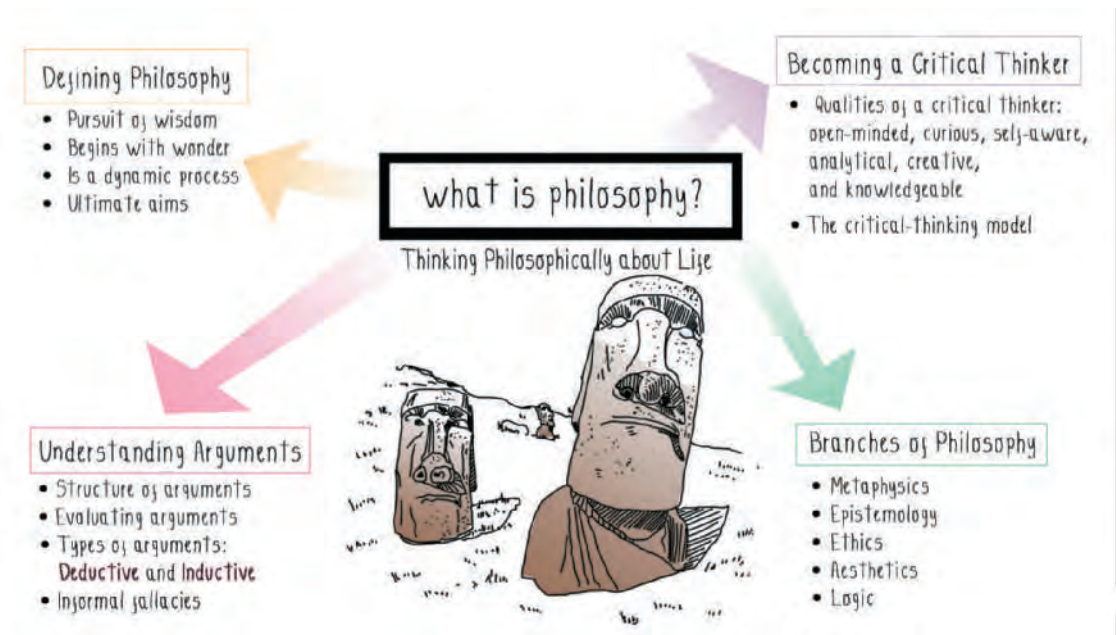 what is philosophy?
Thinking Philosophically about Life
Defining Philosophy
• Pursuit of wisdom
• Begins with wonder
• Is a dynamic process
• Ultimate aims
Becoming a Critical Thinker
• Qualities of a critical thinker:
open-minded, curious, self-aware,
analytical, creative,
and knowledgeable
• The critical-thinking model
Understanding Arguments
• Structure of arguments
• Evaluating arguments
• Types of arguments:
Deductive and Inductive
• Informal fallacies
Branches of Philosophy
• Metaphysics
• Epistemology
• Ethics
• Aesthetics
• Logic